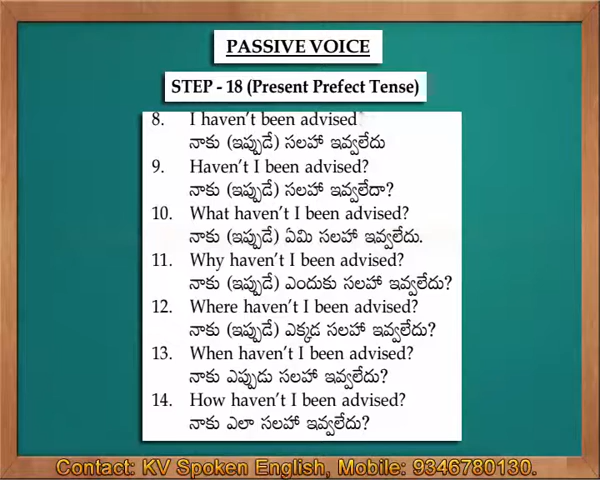 PASSIVE VOICE
STEP - 18 (Present Prefect Tense)
8. I haven't been advised
నాకు (ఇప్పుడే) సలహా ఇవ్వలేదు
9. Haven't I been advised?
నాకు (ఇప్పుడే) సలహా ఇవ్వలేదా?
10. What haven't I been advised?
నాకు (ఇప్పుడే) ఏమి సలహా ఇవ్వలేదు.
11. Why haven't I been advised?
నాకు (ఇప్పుడే) ఎందుకు సలహా ఇవ్వలేదు?
12. Where haven't I been advised?
నాకు (ఇప్పుడే) ఎక్కడ సలహా ఇవ్వలేదు?
13. When haven't I been advised?
నాకు ఎప్పుడు సలహా ఇవ్వలేదు?
14. How haven't I been advised?
నాకు ఎలా సలహా ఇవ్వలేదు?
Contact: KV Spoken English, Mobile: 9346780130.